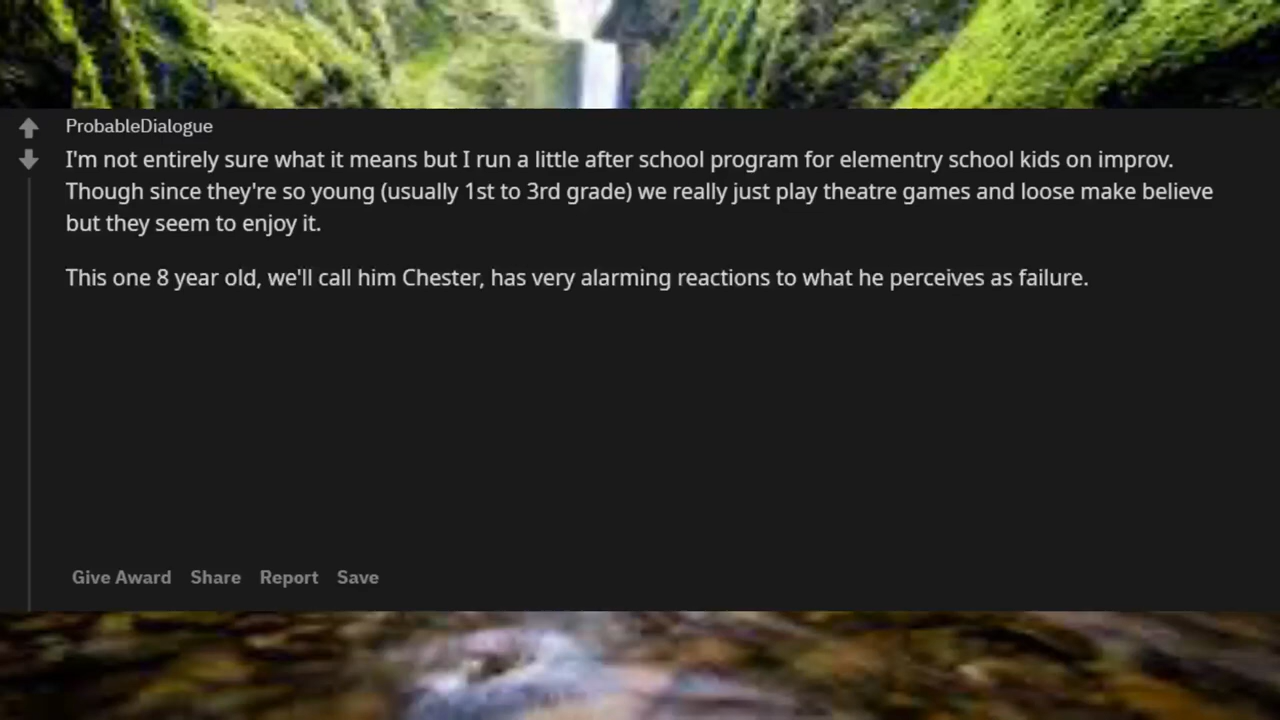 ProbableDialogue
I'm not entirely sure what it means but I run a little after school program for elementry school kids on improv.
Though since they're so young (usually 1st to 3rd grade) we really just play theatre games and loose make believe
but they seem to enjoy it.
This one 8 year old, we'll call him Chester, has very alarming reactions to what he perceives as failure.
Give Award Share Report Save